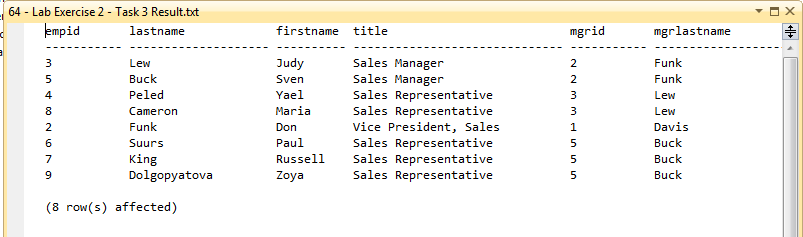 64 - Lab Exercise 2 - Task 3 Result.txt
empid lastname firstname title mgrid mgrlastname
----------- -------------------- ---------- ------------------------------ ----------- --------------------
3 Lew Judy Sales Manager 2 Funk
5 Buck Sven Sales Manager 2 Funk
4 Peled Yael Sales Representative 3 Lew
8 Cameron Maria Sales Representative 3 Lew
2 Funk Don Vice President, Sales 1 Davis
6 Suurs Paul Sales Representative 5 Buck
7 King Russell Sales Representative 5 Buck
9 Dolgopyatova Zoya Sales Representative 5 Buck
(8 row(s) affected)